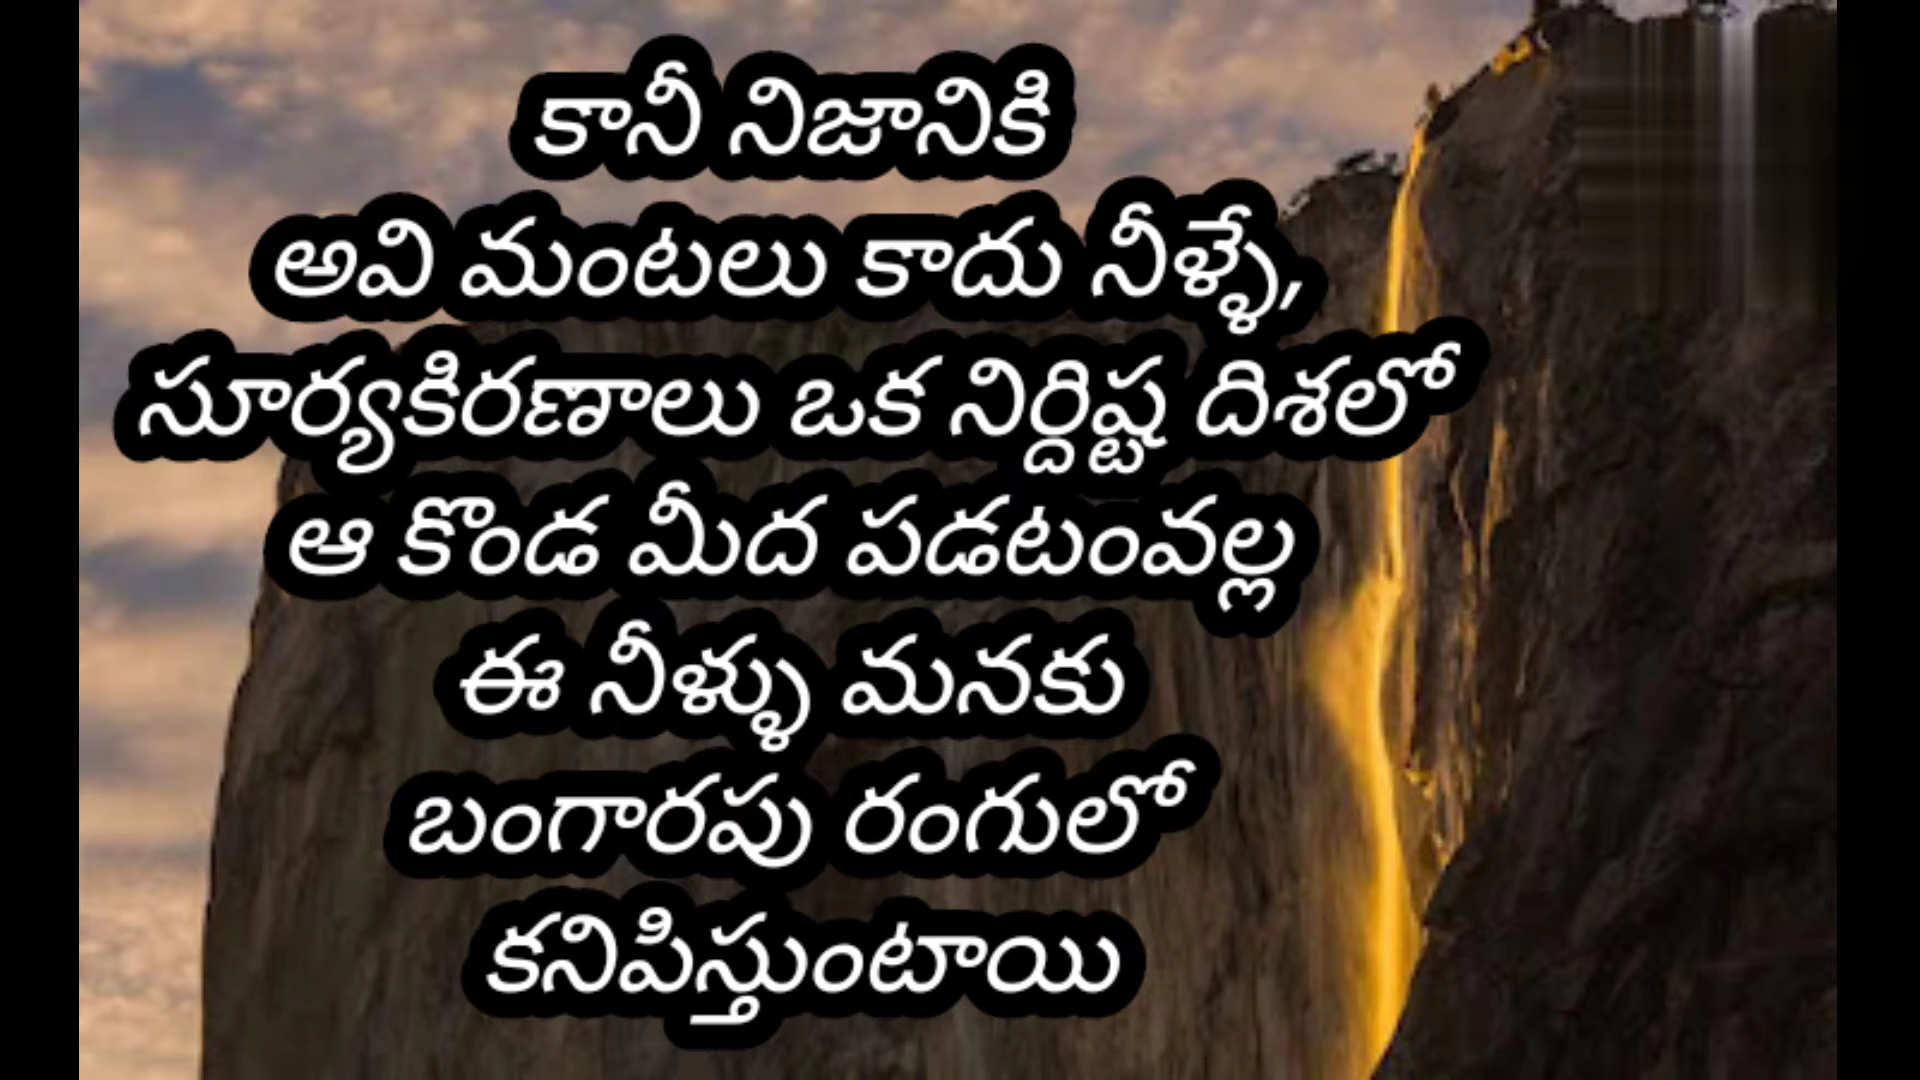 కానీ నిజానికి
అవి మంటలు కాదు నీళ్ళే,
సూర్యకిరణాలు ఒక నిర్దిష్ట దిశలో
ఆ కొండ మీద పడటంవల్ల
ఈ నీళ్ళు మనకు
బంగారపు రంగులో
కనిపిస్తుంటాయి